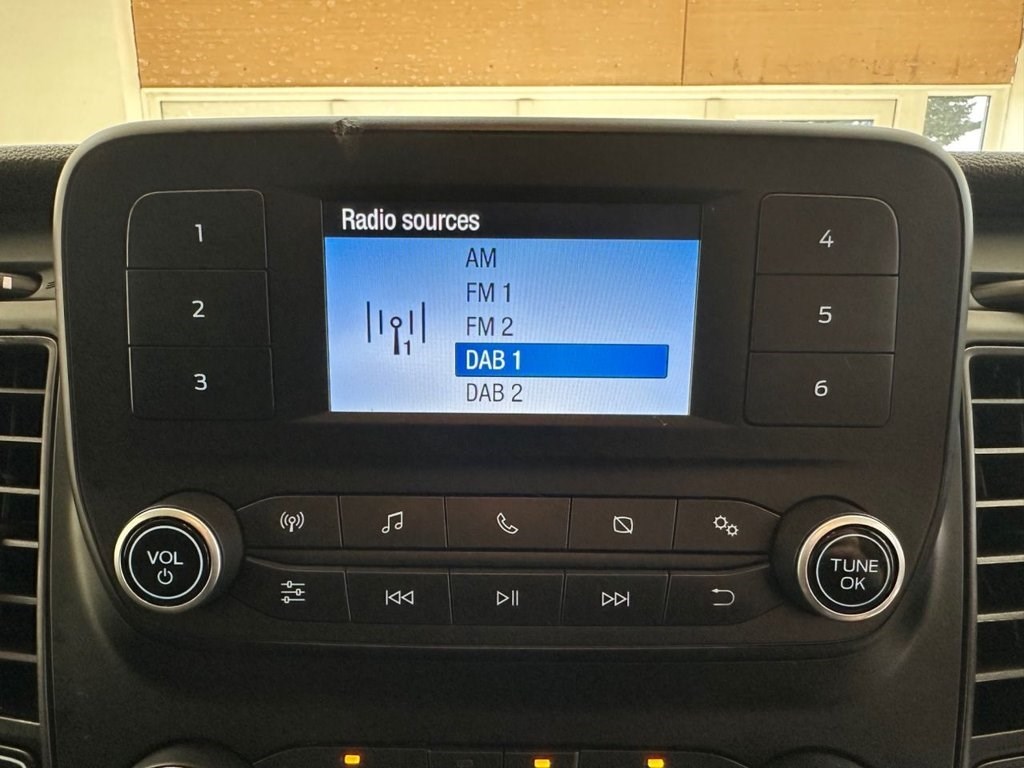 Radio sources
AM
FM 1
FM 2
DAB 1
DAB 2
1
1
2
3
4
5
6
VOL
TUNE
OK